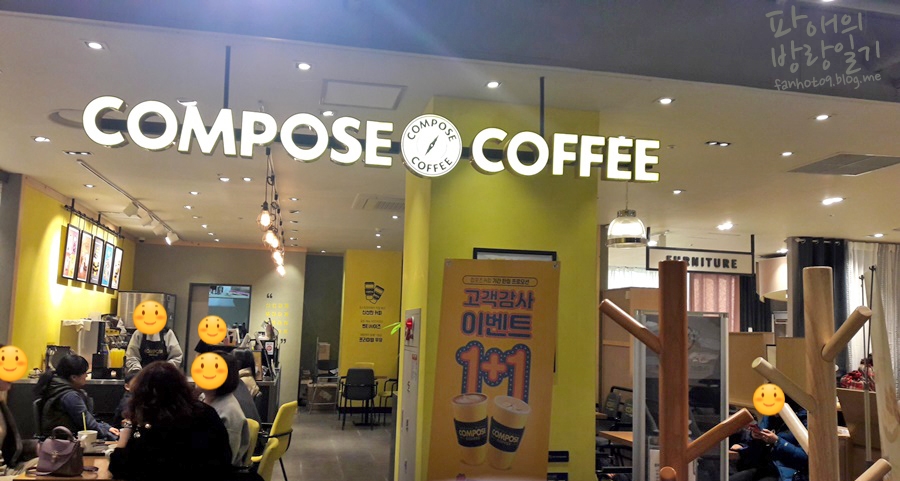 파애의
방랑일기
fanhoto9.blog.me
COMPOSE COFFEE
COMPOSE
COFFEE
FURNITURE
고객감사
이벤트
1+1
COMPOSE
COMPOSE